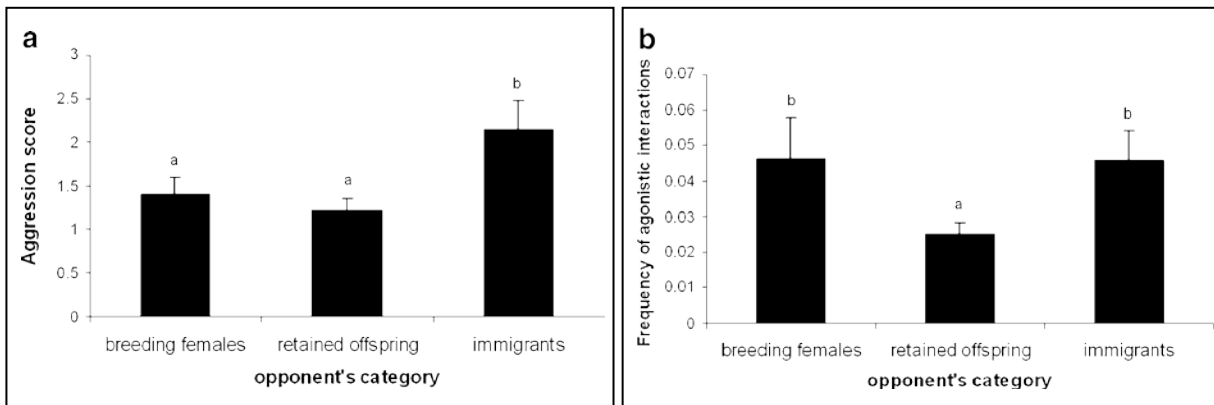 a
Aggression score
3
2.5
2
1.5
1
0.5
0
a
a
b
breeding females retained offspring immigrants
opponent's category
b
Frequency of agonistic interactions
0.07
0.06
0.05
0.04
0.03
0.02
0.01
0
b
a
b
breeding females retained offspring immigrants
opponent's category